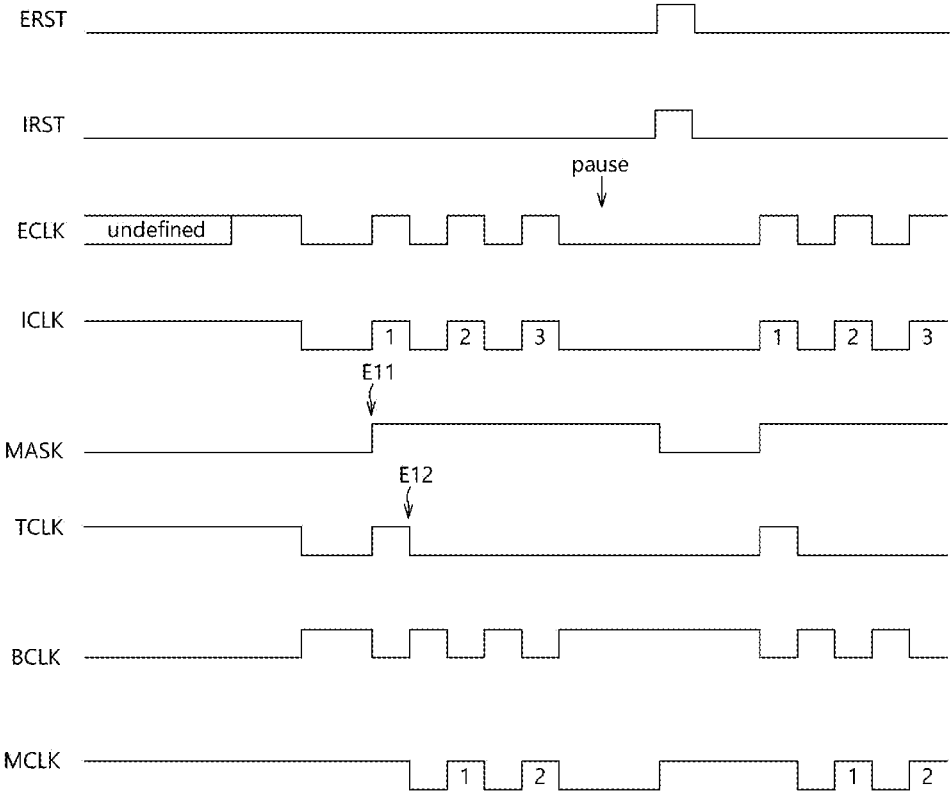 ERST
IRST
pause
ECLK undefined
ICLK 1 2 3 1 2 3
E11
MASK
E12
TCLK
BCLK
MCLK 1 2 1 2